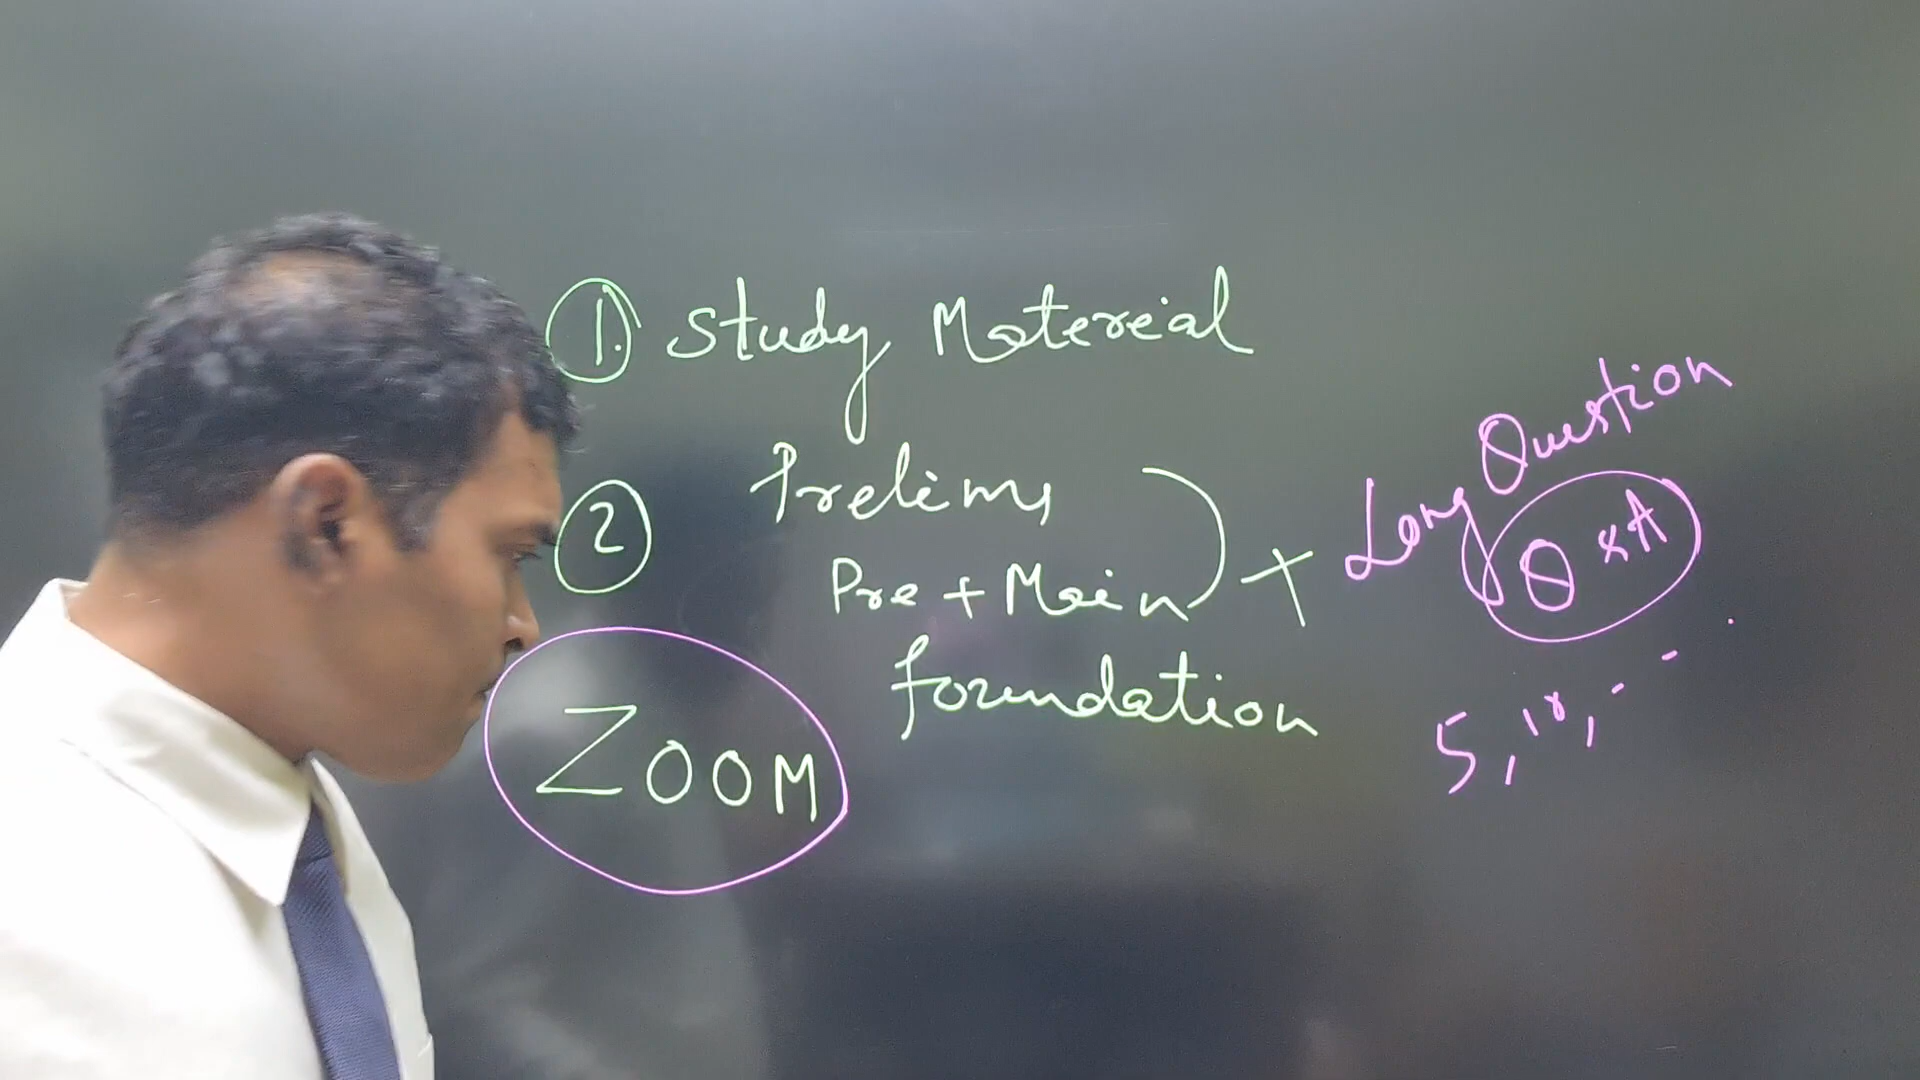 1. Study Matereial
2 Prelims
Pre + Main
foundation
ZOOM
+ Long Question
Q & A
5, 10, - -